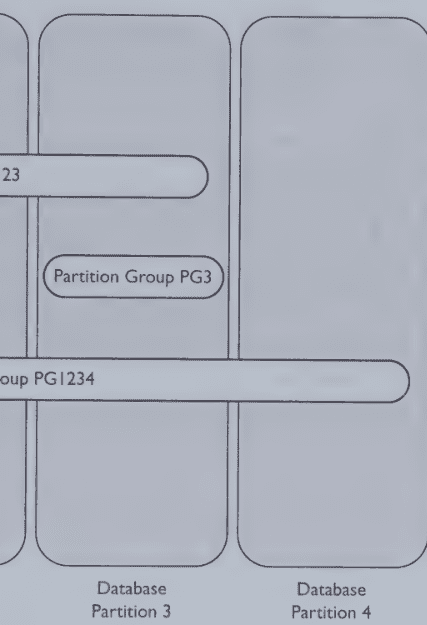 23
Partition Group PG3
oup PG1234
Database
Partition 3
Database
Partition 4